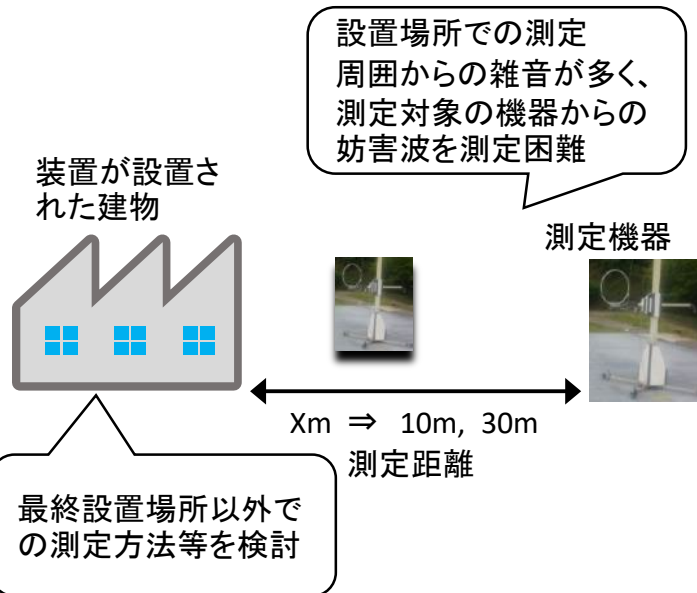 設置場所での測定
周囲からの雑音が多く、
測定対象の機器からの
妨害波を測定困難
装置が設置さ
れた建物
測定機器
Xm ⇒ 10m, 30m
測定距離
最終設置場所以外で
の測定方法等を検討